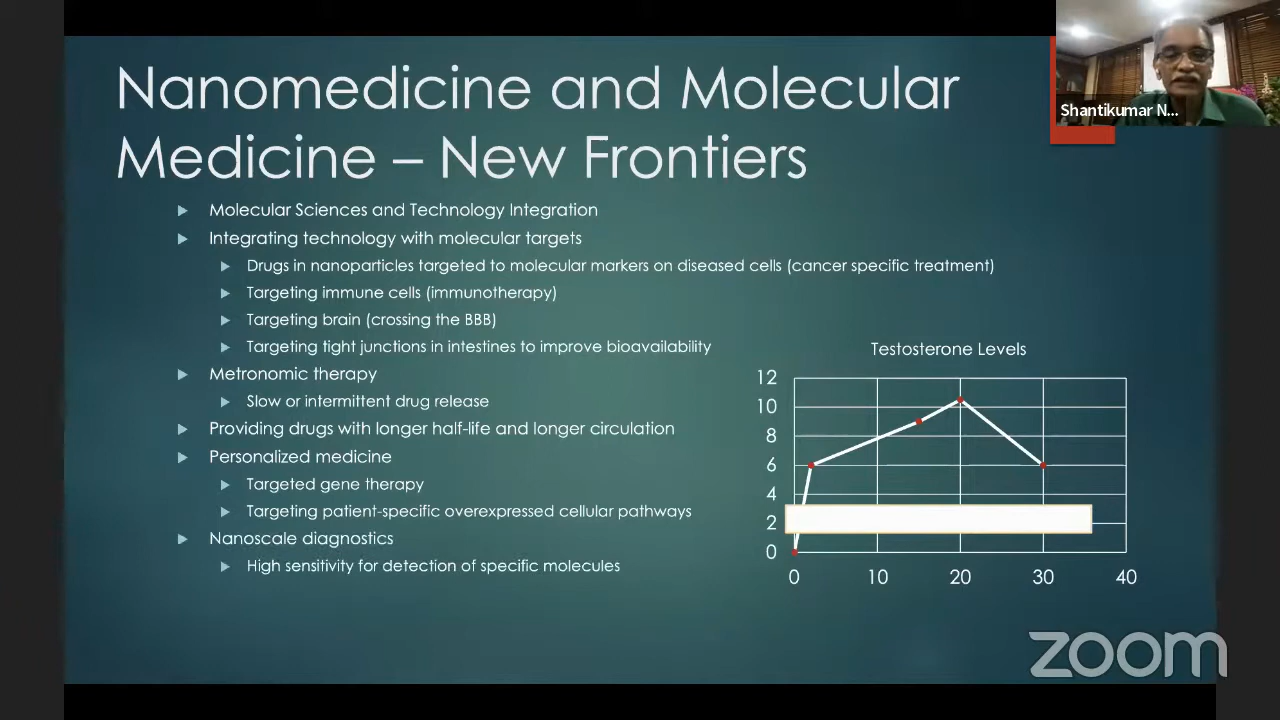 Nanomedicine and Molecular
Medicine – New Frontiers
Shantikumar N...
Molecular Sciences and Technology Integration
Integrating technology with molecular targets
Drugs in nanoparticles targeted to molecular markers on diseased cells (cancer specific treatment)
Targeting immune cells (immunotherapy)
Targeting brain (crossing the BBB)
Targeting tight junctions in intestines to improve bioavailability
Metronomic therapy
Slow or intermittent drug release
Providing drugs with longer half-life and longer circulation
Personalized medicine
Targeted gene therapy
Targeting patient-specific overexpressed cellular pathways
Nanoscale diagnostics
High sensitivity for detection of specific molecules
Testosterone Levels
12
10
8
6
4
2
0
0 10 20 30 40
zoom